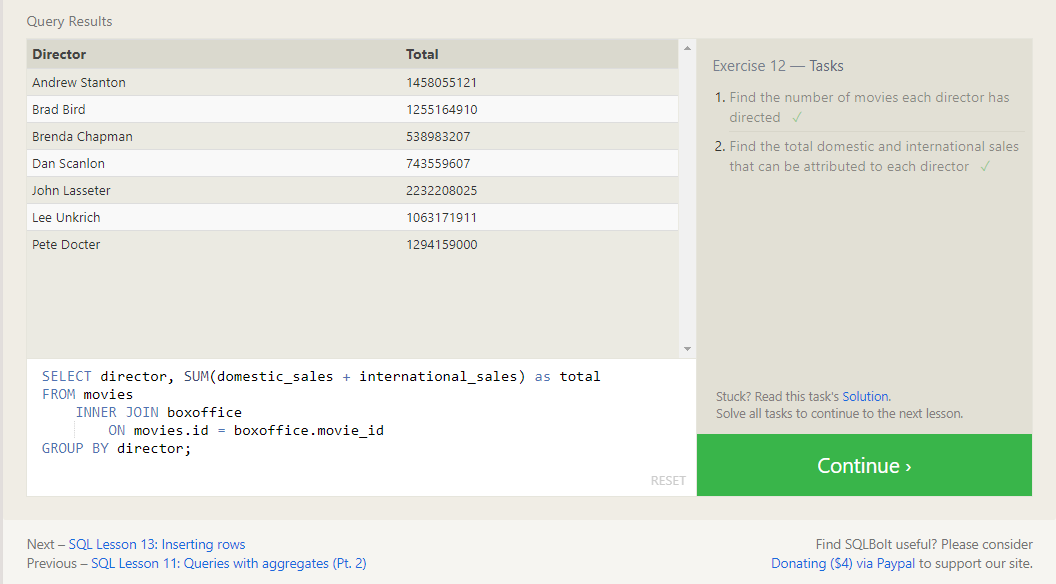 Query Results
Director Total
Andrew Stanton 1458055121
Brad Bird 1255164910
Brenda Chapman 538983207
Dan Scanlon 743559607
John Lasseter 2232208025
Lee Unkrich 1063171911
Pete Docter 1294159000
SELECT director, SUM(domestic_sales + international_sales) as total
FROM movies
INNER JOIN boxoffice
ON movies.id = boxoffice.movie_id
GROUP BY director;
RESET
Exercise 12 — Tasks
1. Find the number of movies each director has
directed ✓
2. Find the total domestic and international sales
that can be attributed to each director ✓
Stuck? Read this task's Solution.
Solve all tasks to continue to the next lesson.
Continue ›
Next – SQL Lesson 13: Inserting rows
Previous – SQL Lesson 11: Queries with aggregates (Pt. 2)
Find SQLBolt useful? Please consider
Donating ($4) via Paypal to support our site.